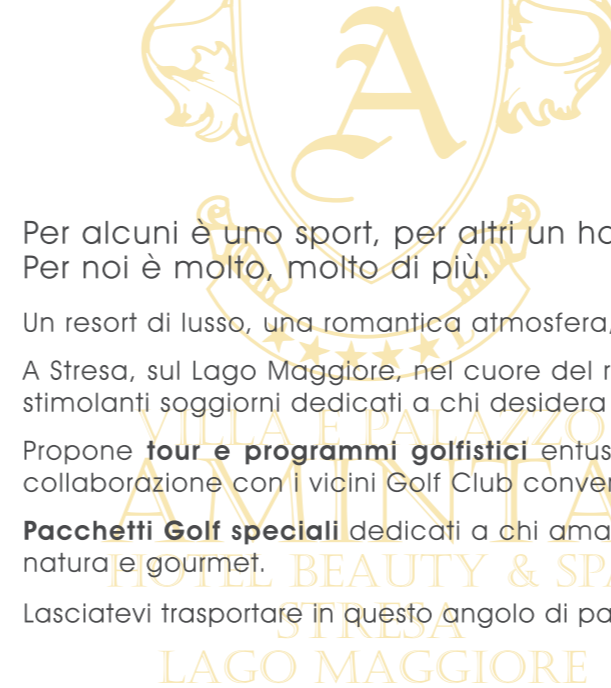 A
Per alcuni è uno sport, per altri un ho
Per noi è molto, molto di più.
Un resort di lusso, una romantica atmosfera,
A Stresa, sul Lago Maggiore, nel cuore del r
stimolanti soggiorni dedicati a chi desidera
Propone tour e programmi golfistici entus
collaborazione con i vicini Golf Club conver
Pacchetti Golf speciali dedicati a chi ama
natura e gourmet.
Lasciatevi trasportare in questo angolo di pa
L
VILLA E PALAZZO
AMINTA
HOTEL BEAUTY & SPA
STRESA
LAGO MAGGIORE